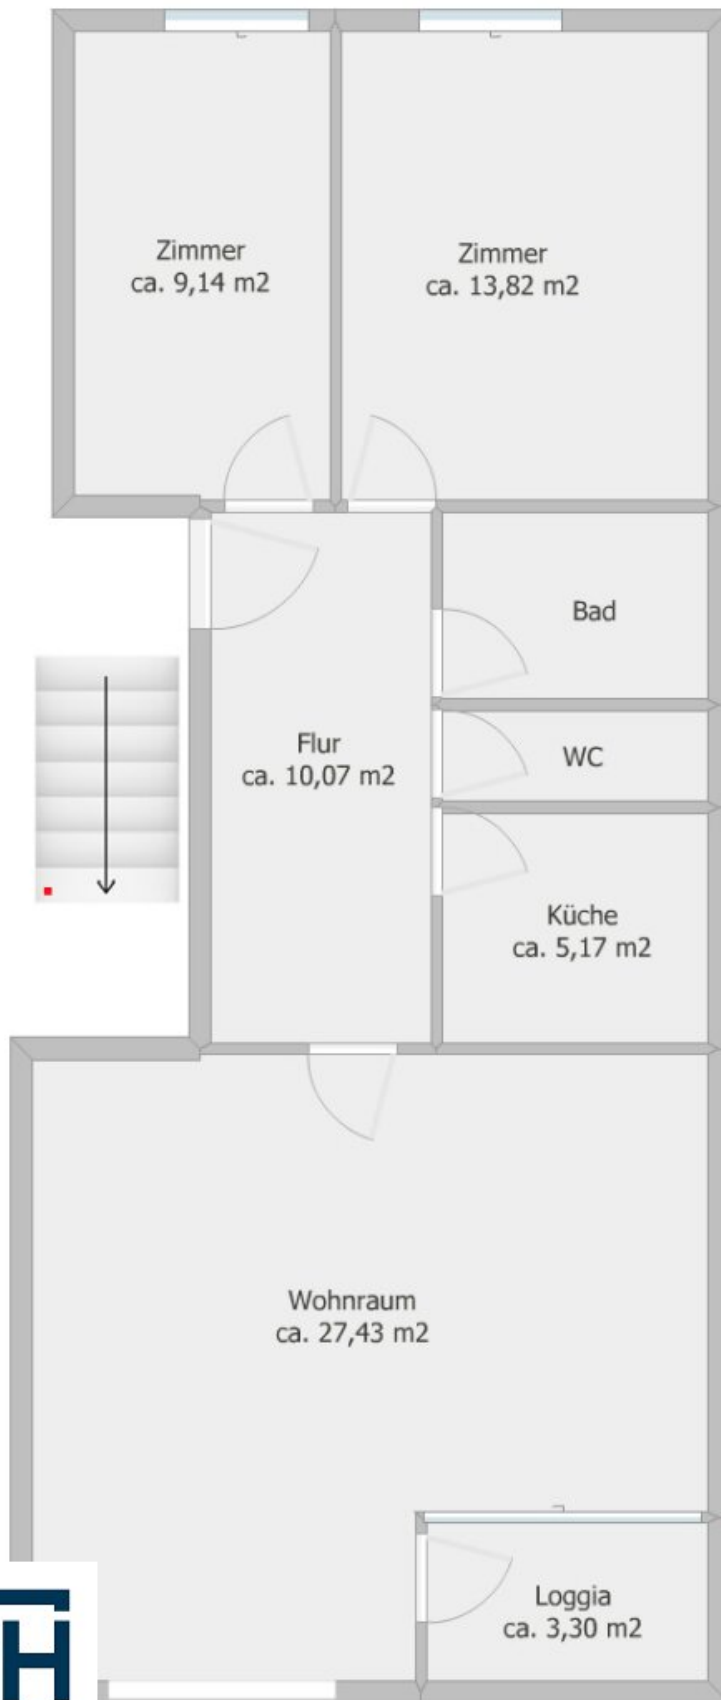 Zimmer
ca. 9,14 m2
Zimmer
ca. 13,82 m2
Bad
Flur
ca. 10,07 m2
WC
Küche
ca. 5,17 m2
Wohnraum
ca. 27,43 m2
Loggia
ca. 3,30 m2
H